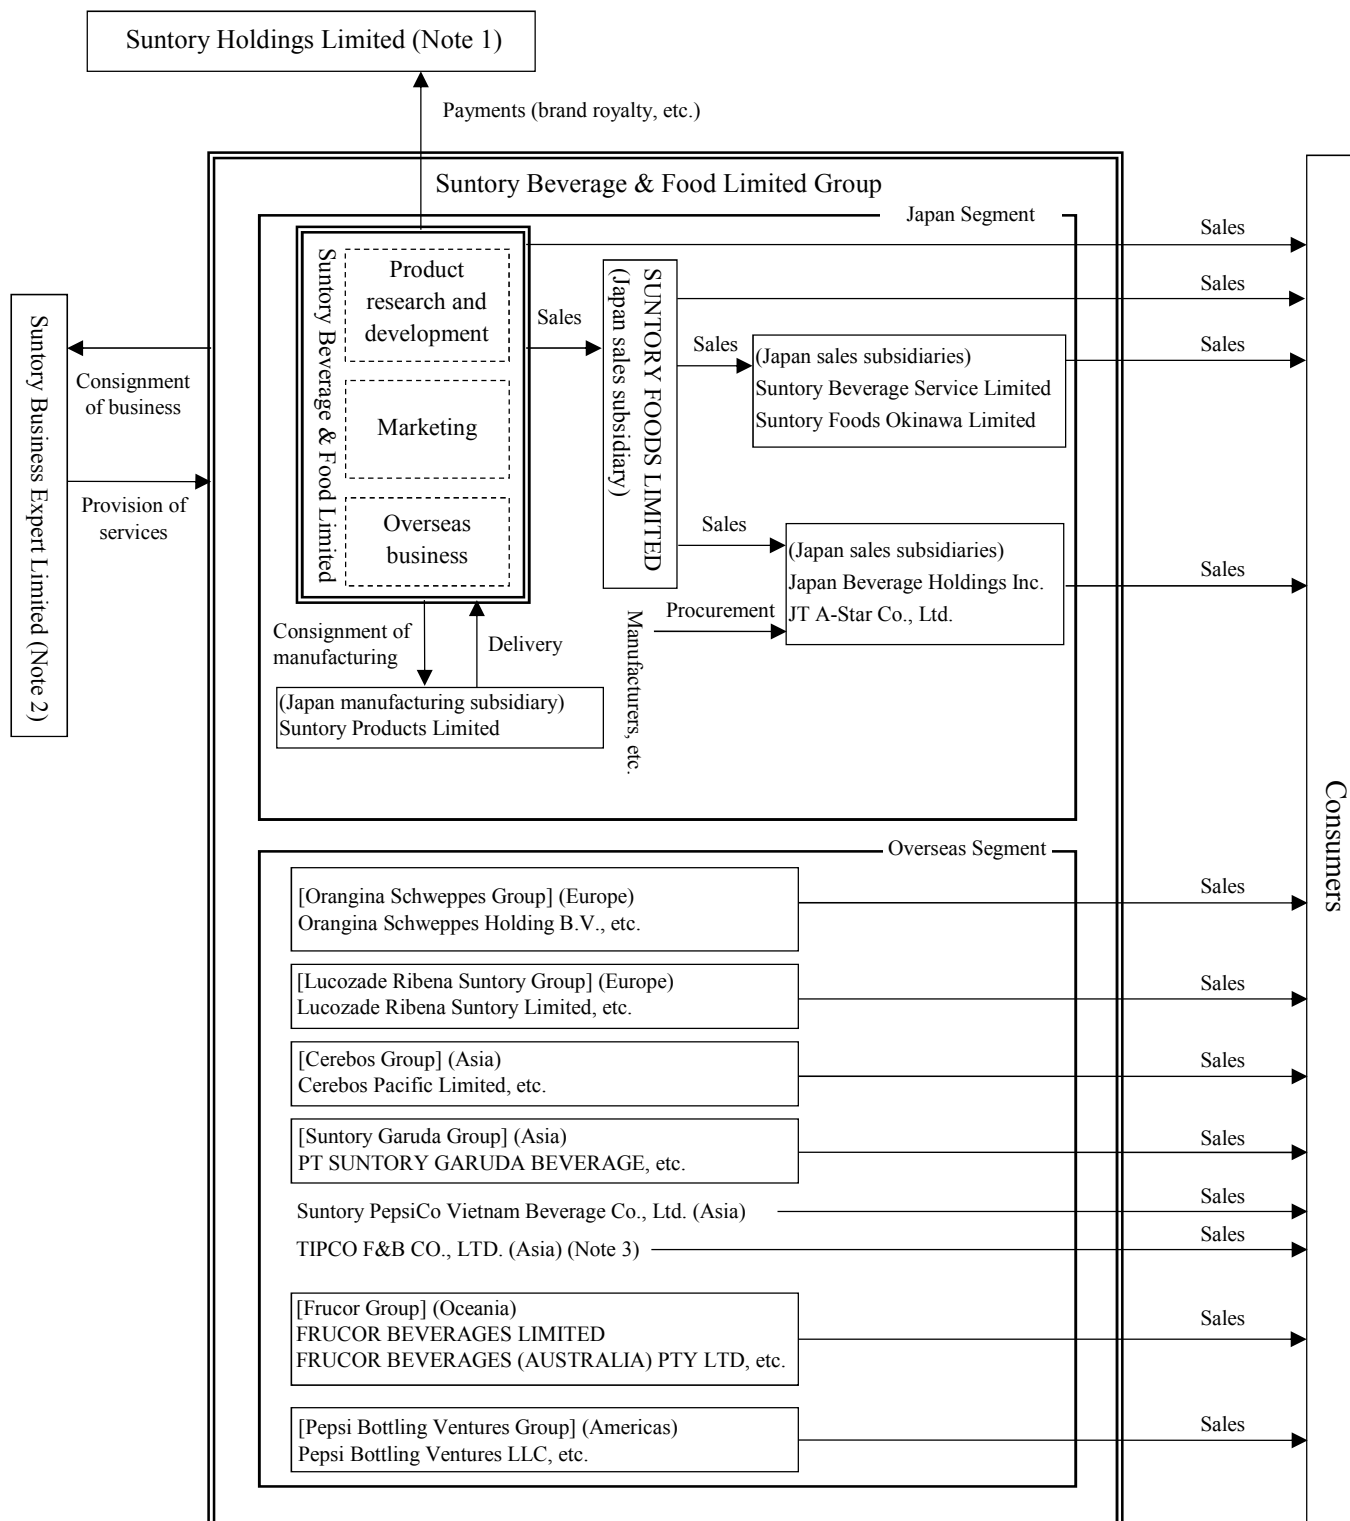 Suntory Holdings Limited (Note 1)
Payments (brand royalty, etc.)
Suntory Beverage & Food Limited Group
Japan Segment
Suntory Beverage & Food Limited
Product
research and
development
Marketing
Overseas
business
Sales
SUNTORY FOODS LIMITED
(Japan sales subsidiary)
Sales
Sales
Sales
(Japan sales subsidiaries)
Suntory Beverage Service Limited
Suntory Foods Okinawa Limited
Sales
Suntory Business Expert Limited (Note 2)
Consignment
of business
Provision of
services
Sales
(Japan sales subsidiaries)
Japan Beverage Holdings Inc.
JT A-Star Co., Ltd.
Sales
Procurement
Manufacturers, etc.
Consignment of
manufacturing
Delivery
(Japan manufacturing subsidiary)
Suntory Products Limited
Consumers
Overseas Segment
[Orangina Schweppes Group] (Europe)
Orangina Schweppes Holding B.V., etc.
Sales
[Lucozade Ribena Suntory Group] (Europe)
Lucozade Ribena Suntory Limited, etc.
Sales
[Cerebos Group] (Asia)
Cerebos Pacific Limited, etc.
Sales
[Suntory Garuda Group] (Asia)
PT SUNTORY GARUDA BEVERAGE, etc.
Sales
Suntory PepsiCo Vietnam Beverage Co., Ltd. (Asia)
Sales
TIPCO F&B CO., LTD. (Asia) (Note 3)
Sales
[Frucor Group] (Oceania)
FRUCOR BEVERAGES LIMITED
FRUCOR BEVERAGES (AUSTRALIA) PTY LTD, etc.
Sales
[Pepsi Bottling Ventures Group] (Americas)
Pepsi Bottling Ventures LLC, etc.
Sales